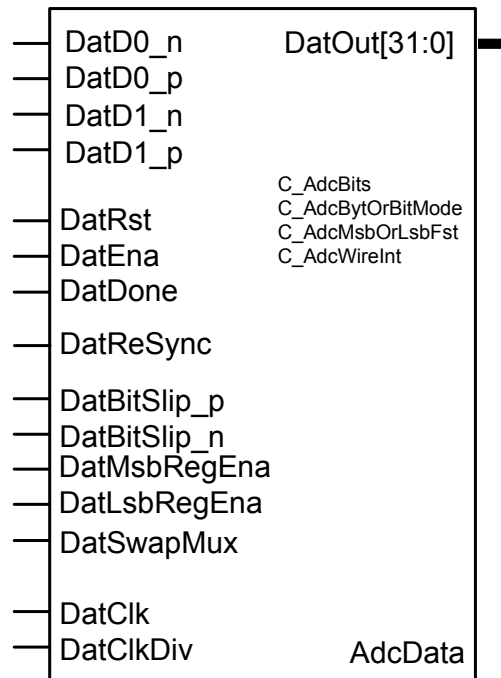 DatD0_n
DatD0_p
DatD1_n
DatD1_p
DatRst
DatEna
DatDone
DatReSync
DatBitSlip_p
DatBitSlip_n
DatMsbRegEna
DatLsbRegEna
DatSwapMux
DatClk
DatClkDiv
DatOut[31:0]
C_AdcBits
C_AdcBytOrBitMode
C_AdcMsbOrLsbFst
C_AdcWireInt
AdcData